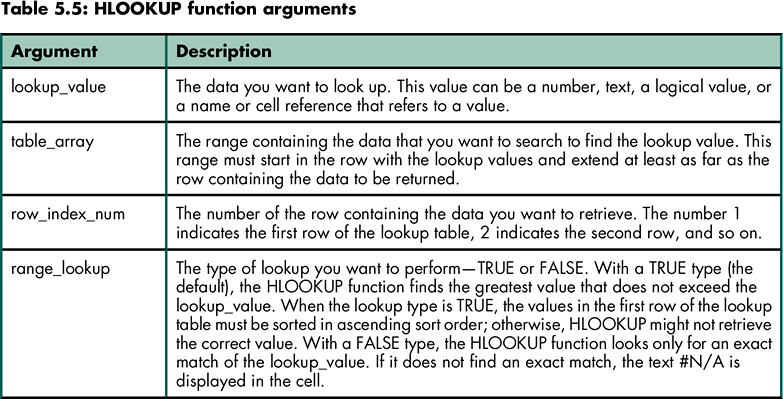 Table 5.5: HLOOKUP function arguments
Argument Description
lookup_value The data you want to look up. This value can be a number, text, a logical value, or
a name or cell reference that refers to a value.
table_array The range containing the data that you want to search to find the lookup value. This
range must start in the row with the lookup values and extend at least as far as the
row containing the data to be returned.
row_index_num The number of the row containing the data you want to retrieve. The number 1
indicates the first row of the lookup table, 2 indicates the second row, and so on.
range_lookup The type of lookup you want to perform—TRUE or FALSE. With a TRUE type (the
default), the HLOOKUP function finds the greatest value that does not exceed the
lookup_value. When the lookup type is TRUE, the values in the first row of the lookup
table must be sorted in ascending sort order; otherwise, HLOOKUP might not retrieve
the correct value. With a FALSE type, the HLOOKUP function looks only for an exact
match of the lookup_value. If it does not find an exact match, the text #N/A is
displayed in the cell.